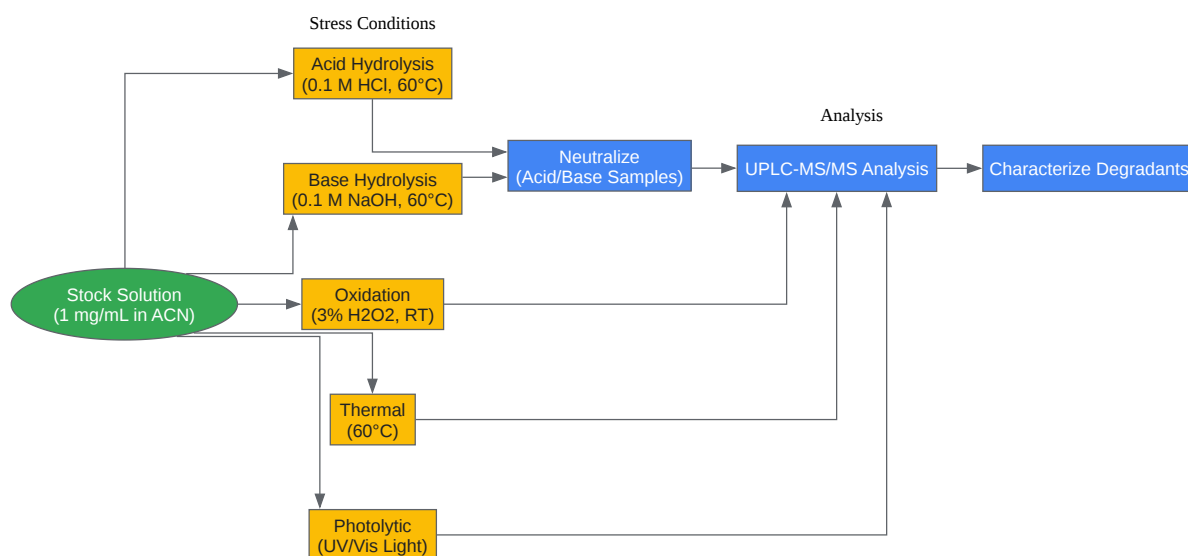 Stress Conditions
Acid Hydrolysis
(0.1 M HCl, 60°C)
Analysis
Neutralize
(Acid/Base Samples)
UPLC-MS/MS Analysis
Characterize Degradants
Base Hydrolysis
(0.1 M NaOH, 60°C)
Stock Solution
(1 mg/mL in ACN)
Oxidation
(3% H2O2, RT)
Thermal
(60°C)
Photolytic
(UV/Vis Light)